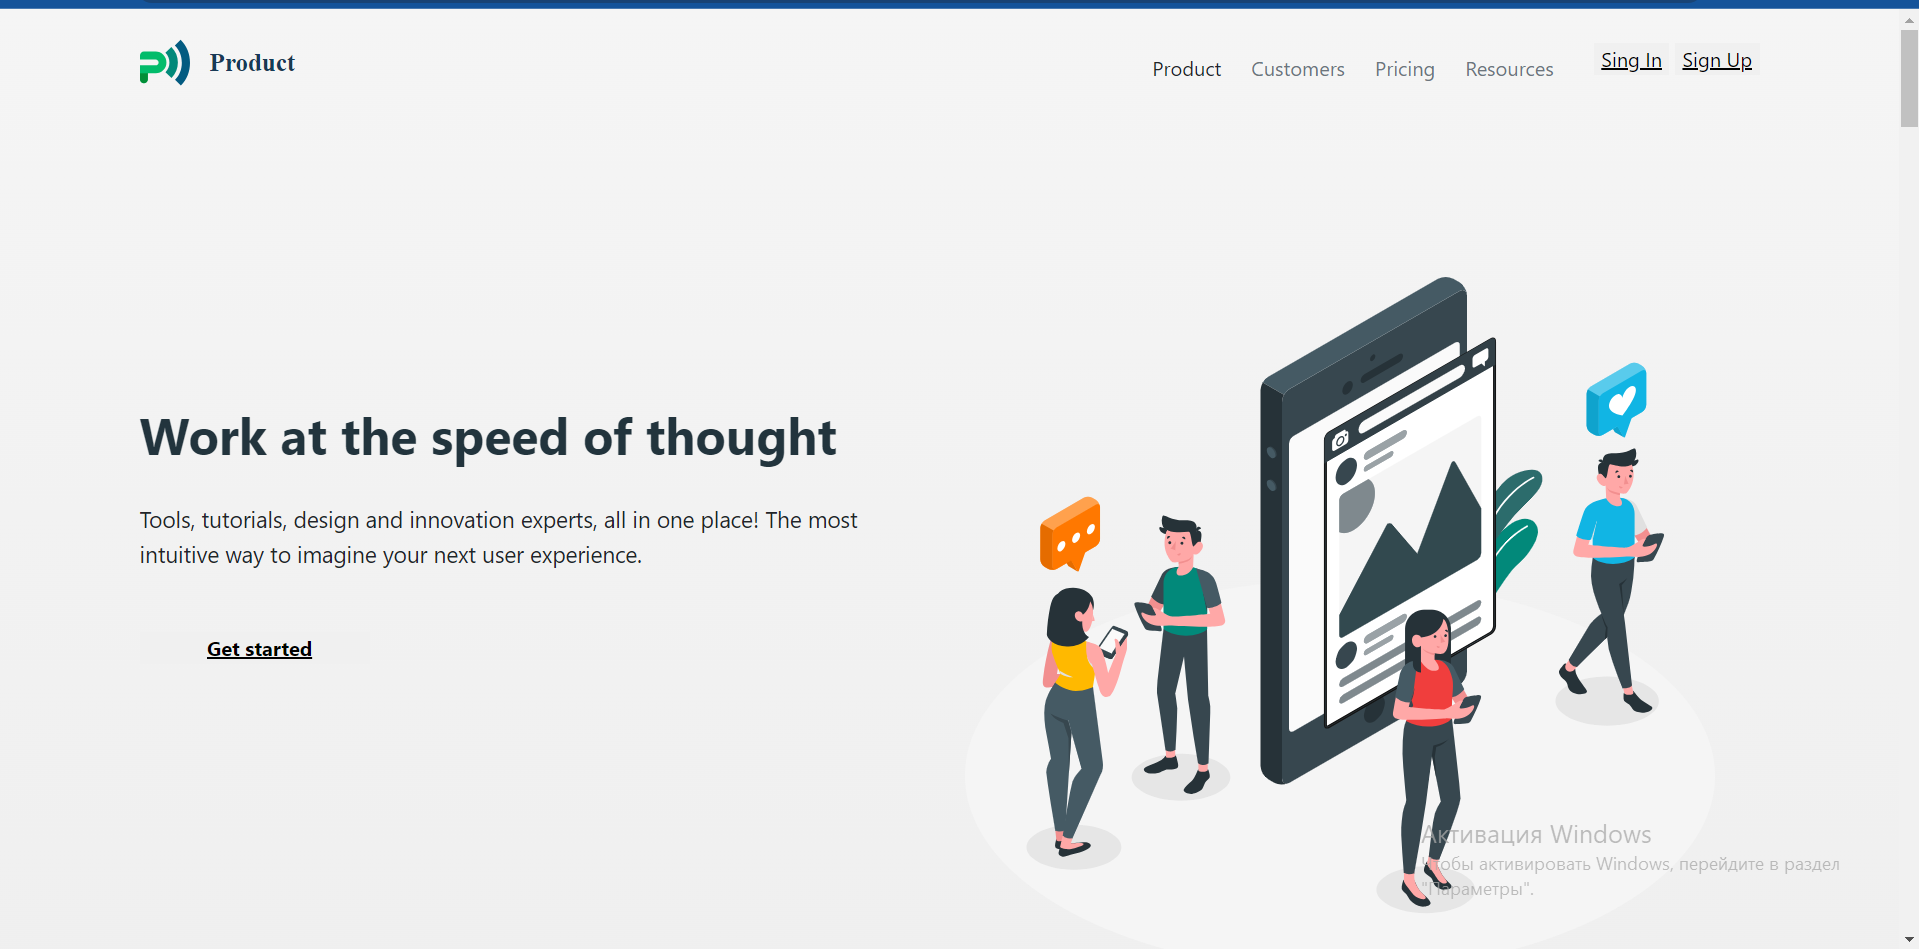 Product
Product
Customers
Pricing
Resources
Sing In
Sign Up
Work at the speed of thought
Tools, tutorials, design and innovation experts, all in one place! The most
intuitive way to imagine your next user experience.
Get started
Активация Windows
Чтобы активировать Windows, перейдите в раздел
"Параметры".